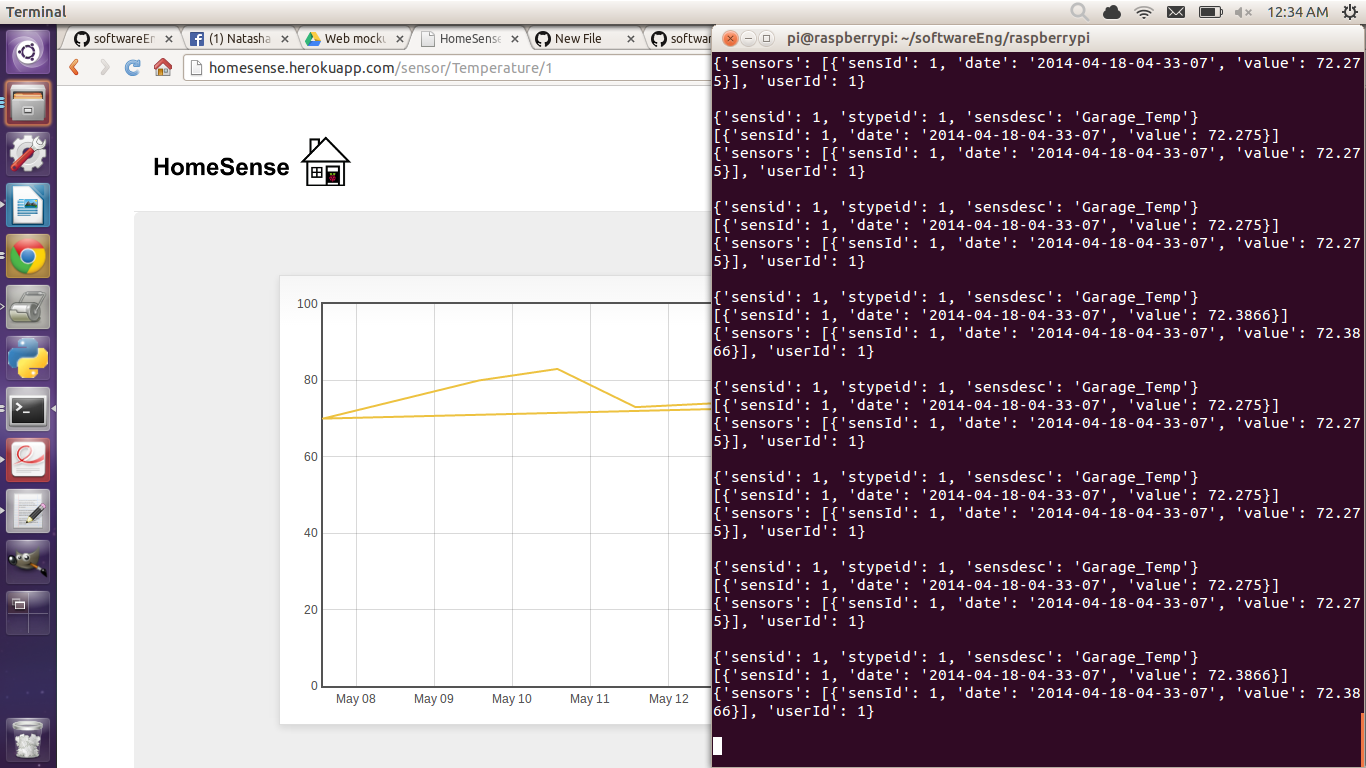 Terminal
12:34 AM
softwareEn
(1) Natasha
Web mocku
HomeSense
New File
softwar
homesense.herokuapp.com/sensor/Temperature/1
HomeSense
100
80
60
40
20
0
May 08 May 09 May 10 May 11 May 12
pi@raspberrypi: ~/softwareEng/raspberrypi
{'sensors': [{'sensId': 1, 'date': '2014-04-18-04-33-07', 'value': 72.27
5}], 'userId': 1}
{'sensid': 1, 'stypeid': 1, 'sensdesc': 'Garage_Temp'}
[{'sensId': 1, 'date': '2014-04-18-04-33-07', 'value': 72.275}]
{'sensors': [{'sensId': 1, 'date': '2014-04-18-04-33-07', 'value': 72.27
5}], 'userId': 1}
{'sensid': 1, 'stypeid': 1, 'sensdesc': 'Garage_Temp'}
[{'sensId': 1, 'date': '2014-04-18-04-33-07', 'value': 72.275}]
{'sensors': [{'sensId': 1, 'date': '2014-04-18-04-33-07', 'value': 72.27
5}], 'userId': 1}
{'sensid': 1, 'stypeid': 1, 'sensdesc': 'Garage_Temp'}
[{'sensId': 1, 'date': '2014-04-18-04-33-07', 'value': 72.3866}]
{'sensors': [{'sensId': 1, 'date': '2014-04-18-04-33-07', 'value': 72.38
66}], 'userId': 1}
{'sensid': 1, 'stypeid': 1, 'sensdesc': 'Garage_Temp'}
[{'sensId': 1, 'date': '2014-04-18-04-33-07', 'value': 72.275}]
{'sensors': [{'sensId': 1, 'date': '2014-04-18-04-33-07', 'value': 72.27
5}], 'userId': 1}
{'sensid': 1, 'stypeid': 1, 'sensdesc': 'Garage_Temp'}
[{'sensId': 1, 'date': '2014-04-18-04-33-07', 'value': 72.275}]
{'sensors': [{'sensId': 1, 'date': '2014-04-18-04-33-07', 'value': 72.27
5}], 'userId': 1}
{'sensid': 1, 'stypeid': 1, 'sensdesc': 'Garage_Temp'}
[{'sensId': 1, 'date': '2014-04-18-04-33-07', 'value': 72.275}]
{'sensors': [{'sensId': 1, 'date': '2014-04-18-04-33-07', 'value': 72.27
5}], 'userId': 1}
{'sensid': 1, 'stypeid': 1, 'sensdesc': 'Garage_Temp'}
[{'sensId': 1, 'date': '2014-04-18-04-33-07', 'value': 72.3866}]
{'sensors': [{'sensId': 1, 'date': '2014-04-18-04-33-07', 'value': 72.38
66}], 'userId': 1}